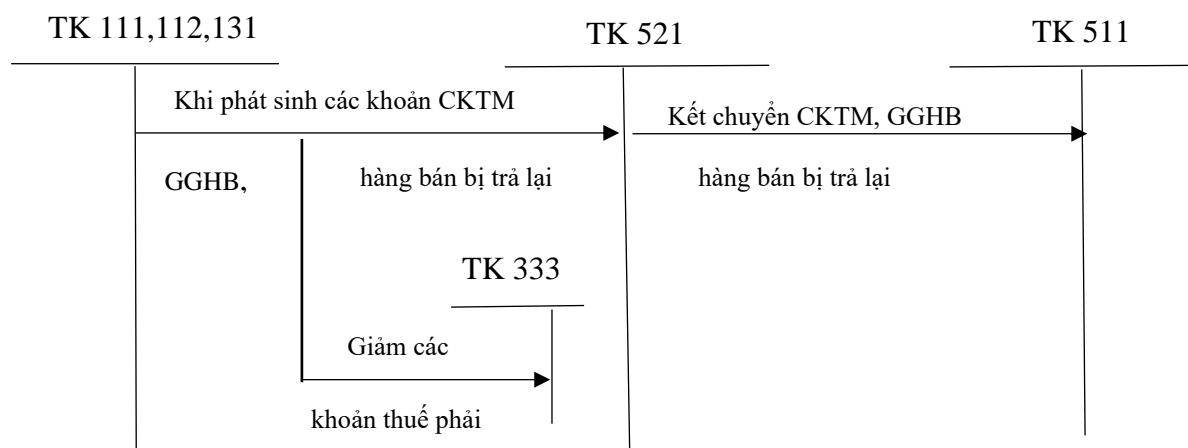 TK 111,112,131
TK 521
TK 511
Khi phát sinh các khoản CKTM
Kết chuyển CKTM, GGHB
GGHB,
hàng bán bị trả lại
hàng bán bị trả lại
TK 333
Giảm các
khoản thuế phải